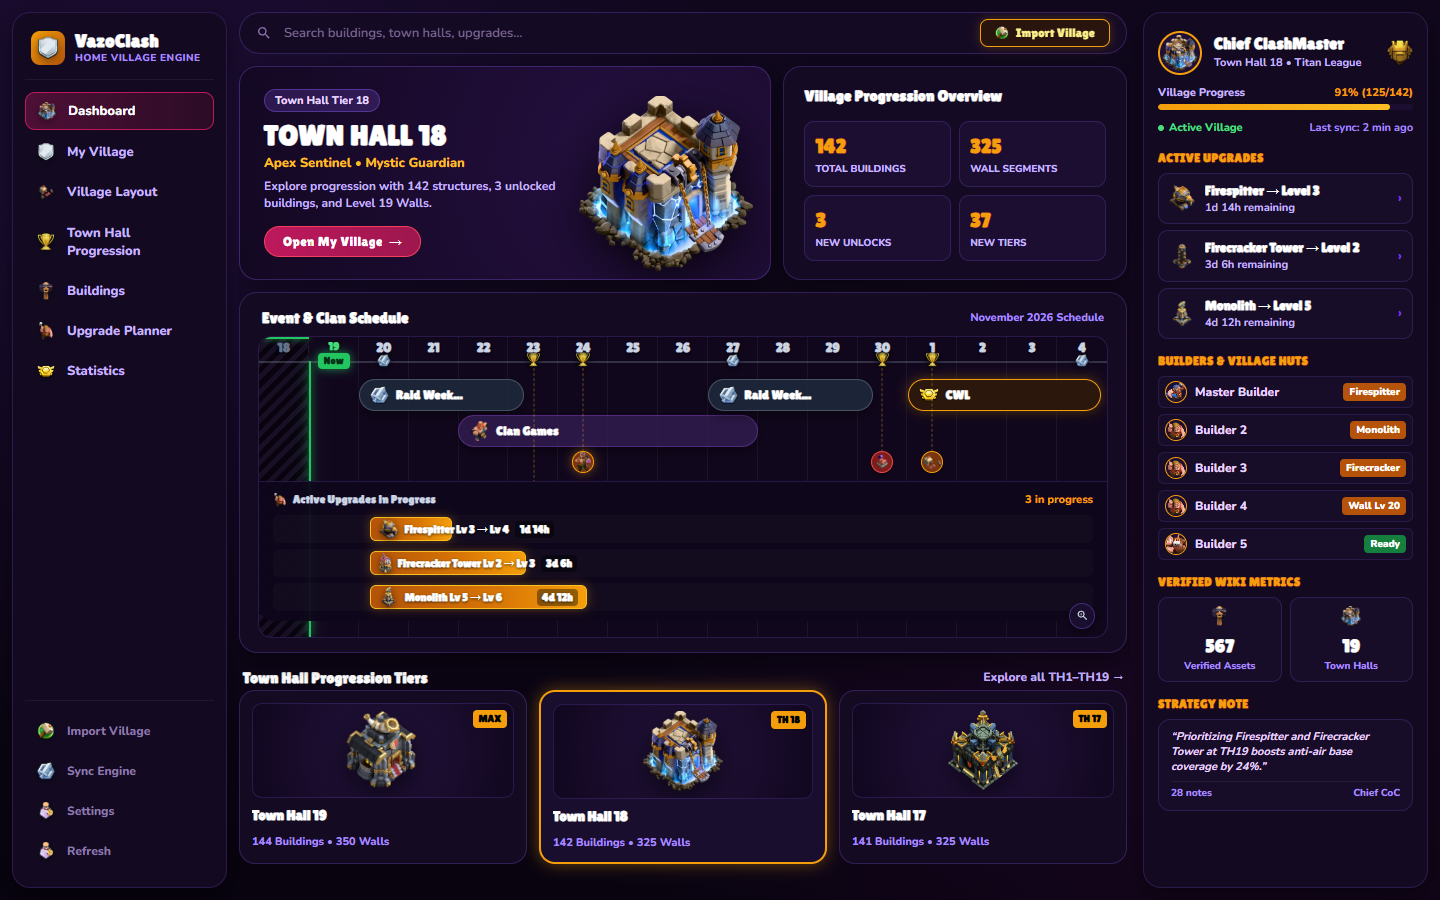 VazoClash
HOME VILLAGE ENGINE
Dashboard
My Village
Village Layout
Town Hall
Progression
Buildings
Upgrade Planner
Statistics
Import Village
Sync Engine
Settings
Refresh
Search buildings, town halls, upgrades...
Import Village
Town Hall Tier 18
TOWN HALL 18
Apex Sentinel • Mystic Guardian
Explore progression with 142 structures, 3 unlocked
buildings, and Level 19 Walls.
Open My Village →
Village Progression Overview
142
TOTAL BUILDINGS
325
WALL SEGMENTS
3
NEW UNLOCKS
37
NEW TIERS
Event & Clan Schedule
November 2026 Schedule
18 19 20 21 22 23 24 25 26 27 28 29 30 1 2 3 4
Now
Raid Week...
Raid Week...
CWL
Clan Games
Active Upgrades in Progress
3 in progress
Firespitter Lv 3 → Lv 4 1d 14h
Firecracker Tower Lv 2 → Lv 3 3d 6h
Monolith Lv 5 → Lv 6 4d 12h
Town Hall Progression Tiers
Explore all TH1–TH19 →
MAX
Town Hall 19
144 Buildings • 350 Walls
TH 18
Town Hall 18
142 Buildings • 325 Walls
TH 17
Town Hall 17
141 Buildings • 325 Walls
Chief ClashMaster
Town Hall 18 • Titan League
Village Progress
91% (125/142)
Active Village
Last sync: 2 min ago
ACTIVE UPGRADES
Firespitter → Level 3
1d 14h remaining
Firecracker Tower → Level 2
3d 6h remaining
Monolith → Level 5
4d 12h remaining
BUILDERS & VILLAGE HUTS
Master Builder
Firespitter
Builder 2
Monolith
Builder 3
Firecracker
Builder 4
Wall Lv 20
Builder 5
Ready
VERIFIED WIKI METRICS
567
Verified Assets
19
Town Halls
STRATEGY NOTE
“Prioritizing Firespitter and Firecracker
Tower at TH19 boosts anti-air base
coverage by 24%.”
28 notes
Chief CoC